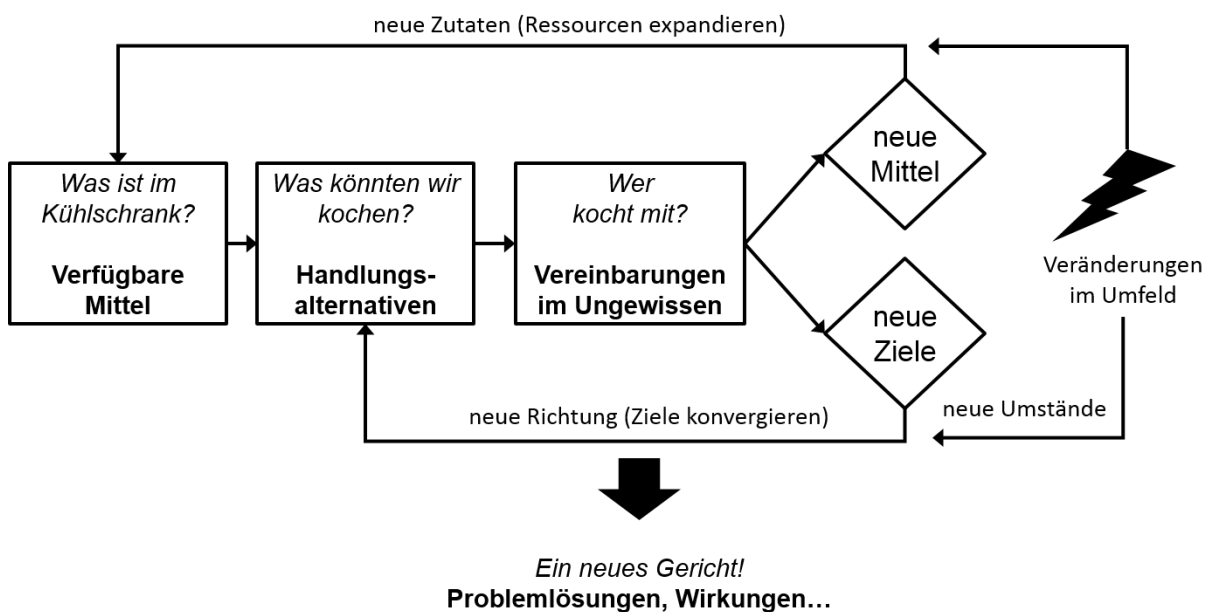 neue Zutaten (Ressourcen expandieren)
Was ist im
Kühlschrank?
Verfügbare
Mittel
Was könnten wir
kochen?
Handlungs-
alternativen
Wer
kocht mit?
Vereinbarungen
im Ungewissen
neue
Mittel
neue
Ziele
Veränderungen
im Umfeld
neue Richtung (Ziele konvergieren)
neue Umstände
Ein neues Gericht!
Problemlösungen, Wirkungen…